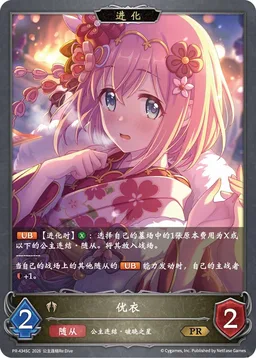 进化
UB 【进化时】 X : 选择自己的墓场中的1张原本费用为X或
以下的公主连结·随从。将其放入战场。
当自己的战场上的其他随从的 UB 能力发动时，自己的主战者
+1。
优衣
2
2
随从 公主连结·破晓之星 PR
2026 公主连结Re:Dive
© Cygames, Inc. Photographed by NetEase Games